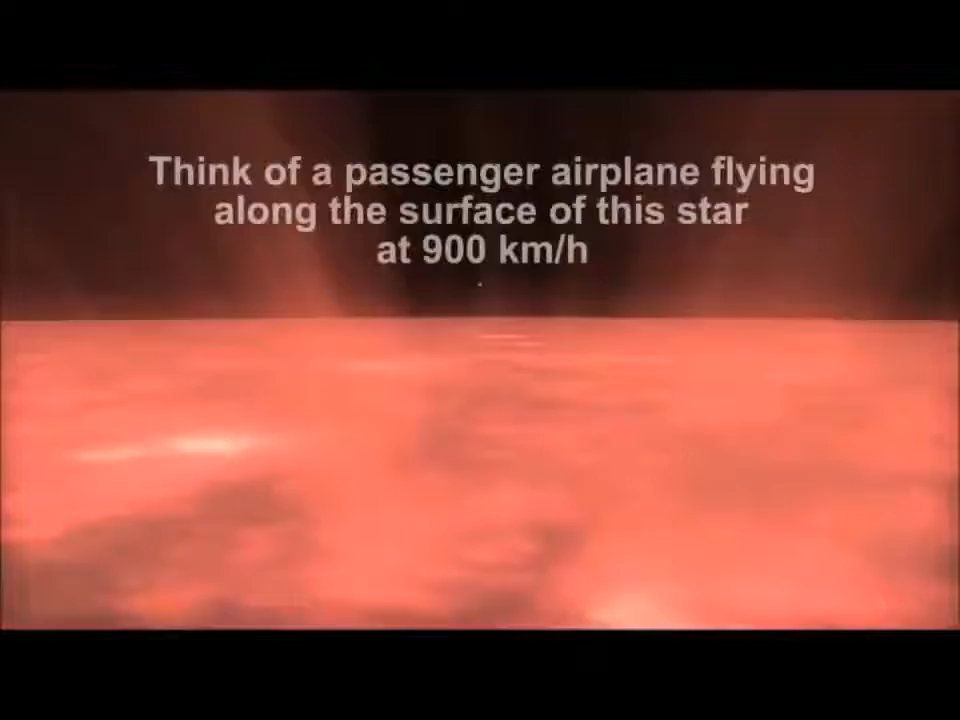 Think of a passenger airplane flying
along the surface of this star
at 900 km/h